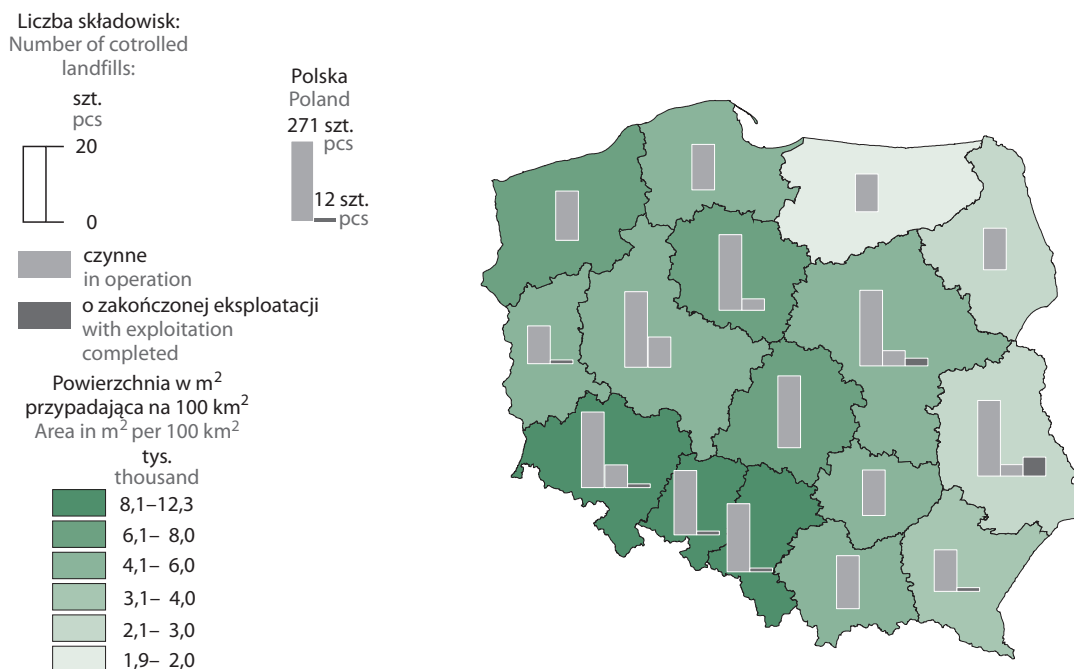 Liczba składowisk:
Number of cotrolled
landfills:
szt.
pcs
20
0
Polska
Poland
271 szt.
pcs
12 szt.
pcs
czynne
in operation
o zakończonej eksploatacji
with exploitation
completed
Powierzchnia w m²
przypadająca na 100 km²
Area in m² per 100 km²
tys.
thousand
8,1–12,3
6,1– 8,0
4,1– 6,0
3,1– 4,0
2,1– 3,0
1,9– 2,0